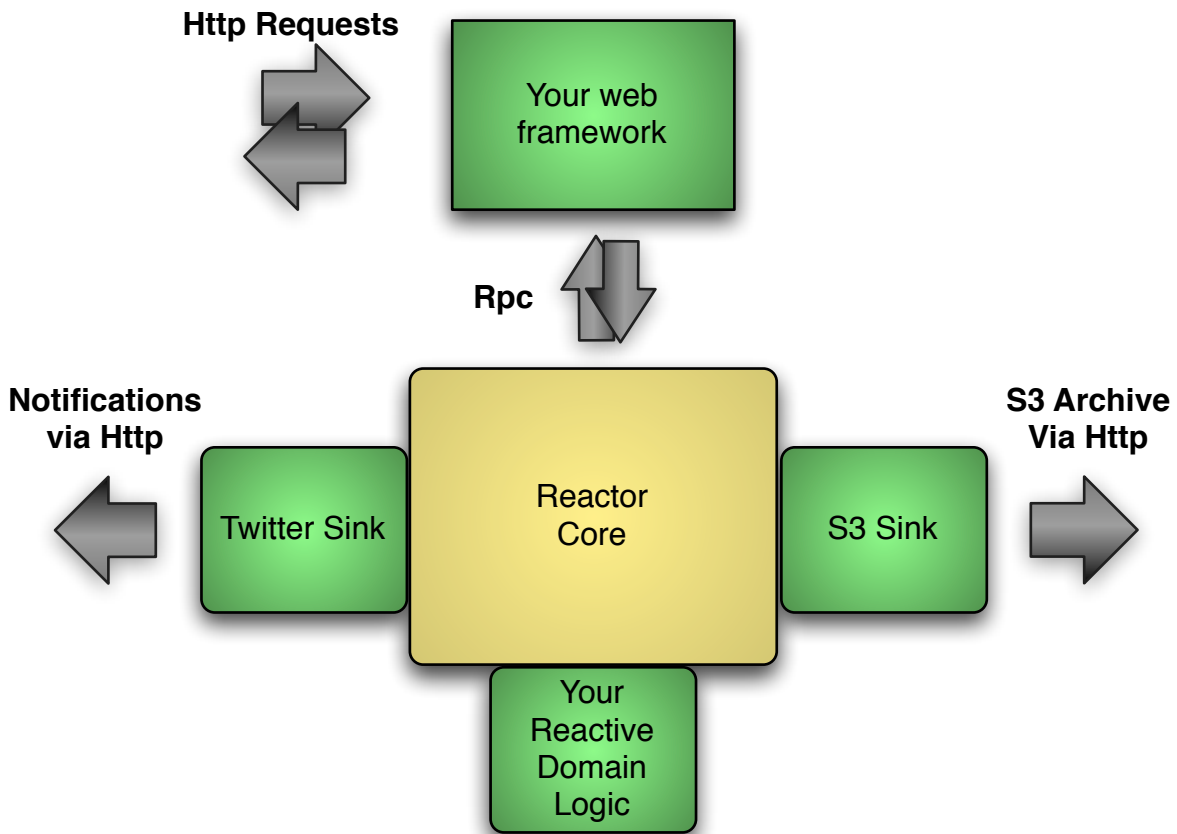 Http Requests
Your web
framework
Rpc
Notifications
via Http
Twitter Sink
Reactor
Core
S3 Sink
S3 Archive
Via Http
Your
Reactive
Domain
Logic